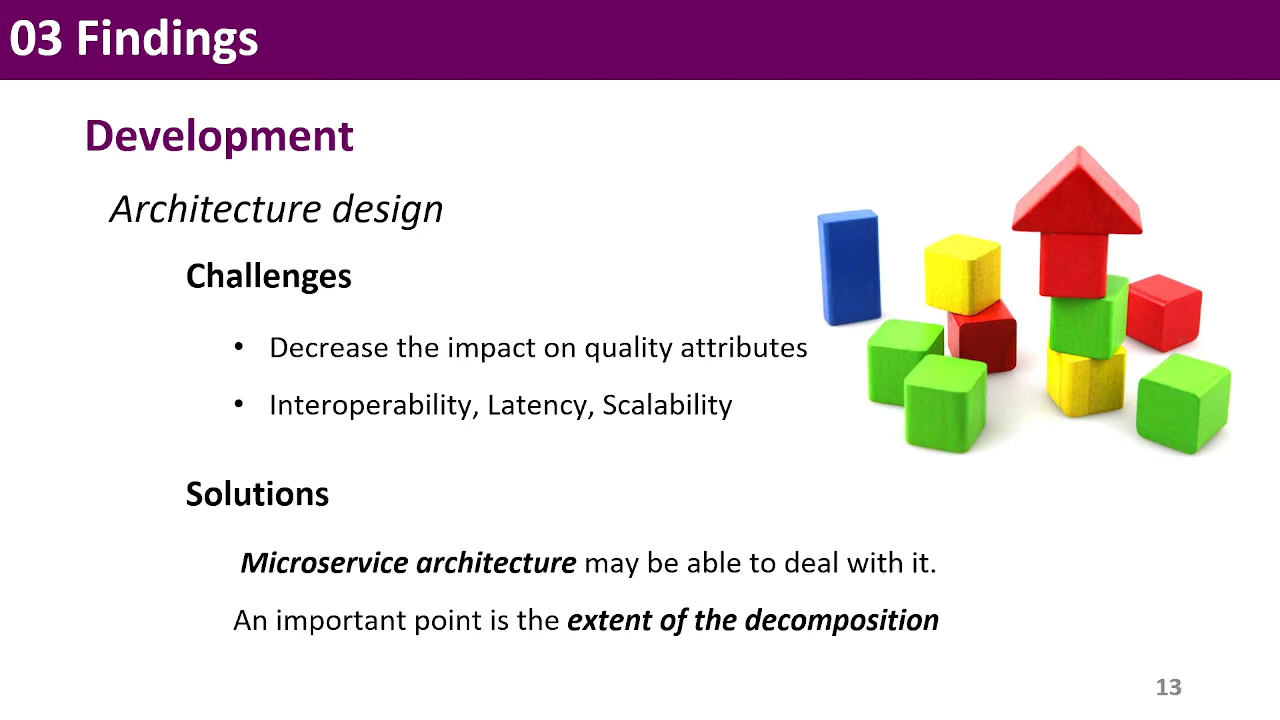 03 Findings
Development
Architecture design
Challenges
• Decrease the impact on quality attributes
• Interoperability, Latency, Scalability
Solutions
Microservice architecture may be able to deal with it.
An important point is the extent of the decomposition
13